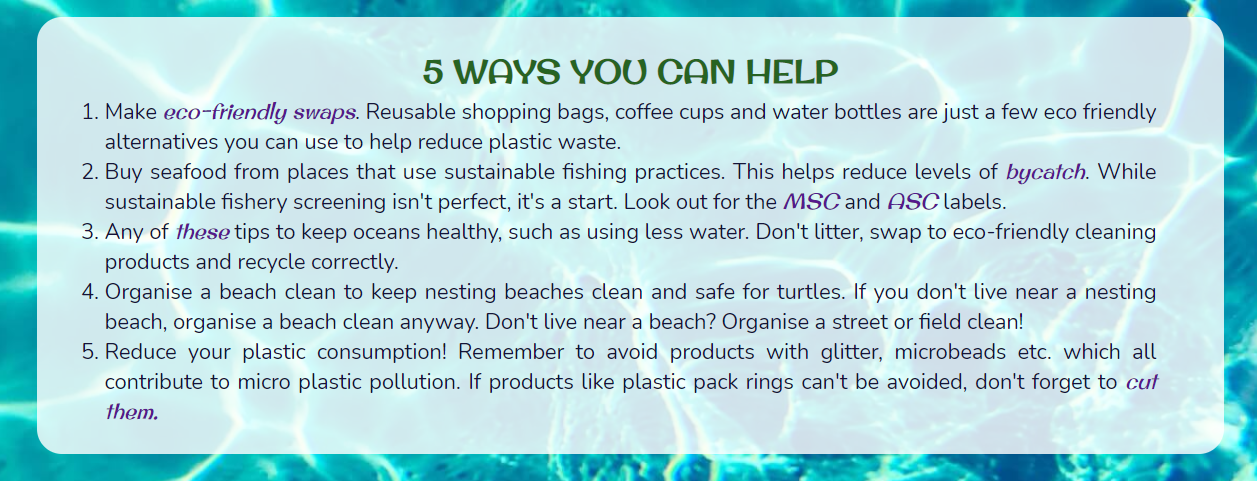 5 WAYS YOU CAN HELP
1. Make eco-friendly swaps. Reusable shopping bags, coffee cups and water bottles are just a few eco friendly
alternatives you can use to help reduce plastic waste.
2. Buy seafood from places that use sustainable fishing practices. This helps reduce levels of bycatch. While
sustainable fishery screening isn't perfect, it's a start. Look out for the MSC and ASC labels.
3. Any of these tips to keep oceans healthy, such as using less water. Don't litter, swap to eco-friendly cleaning
products and recycle correctly.
4. Organise a beach clean to keep nesting beaches clean and safe for turtles. If you don't live near a nesting
beach, organise a beach clean anyway. Don't live near a beach? Organise a street or field clean!
5. Reduce your plastic consumption! Remember to avoid products with glitter, microbeads etc. which all
contribute to micro plastic pollution. If products like plastic pack rings can't be avoided, don't forget to cut
them.